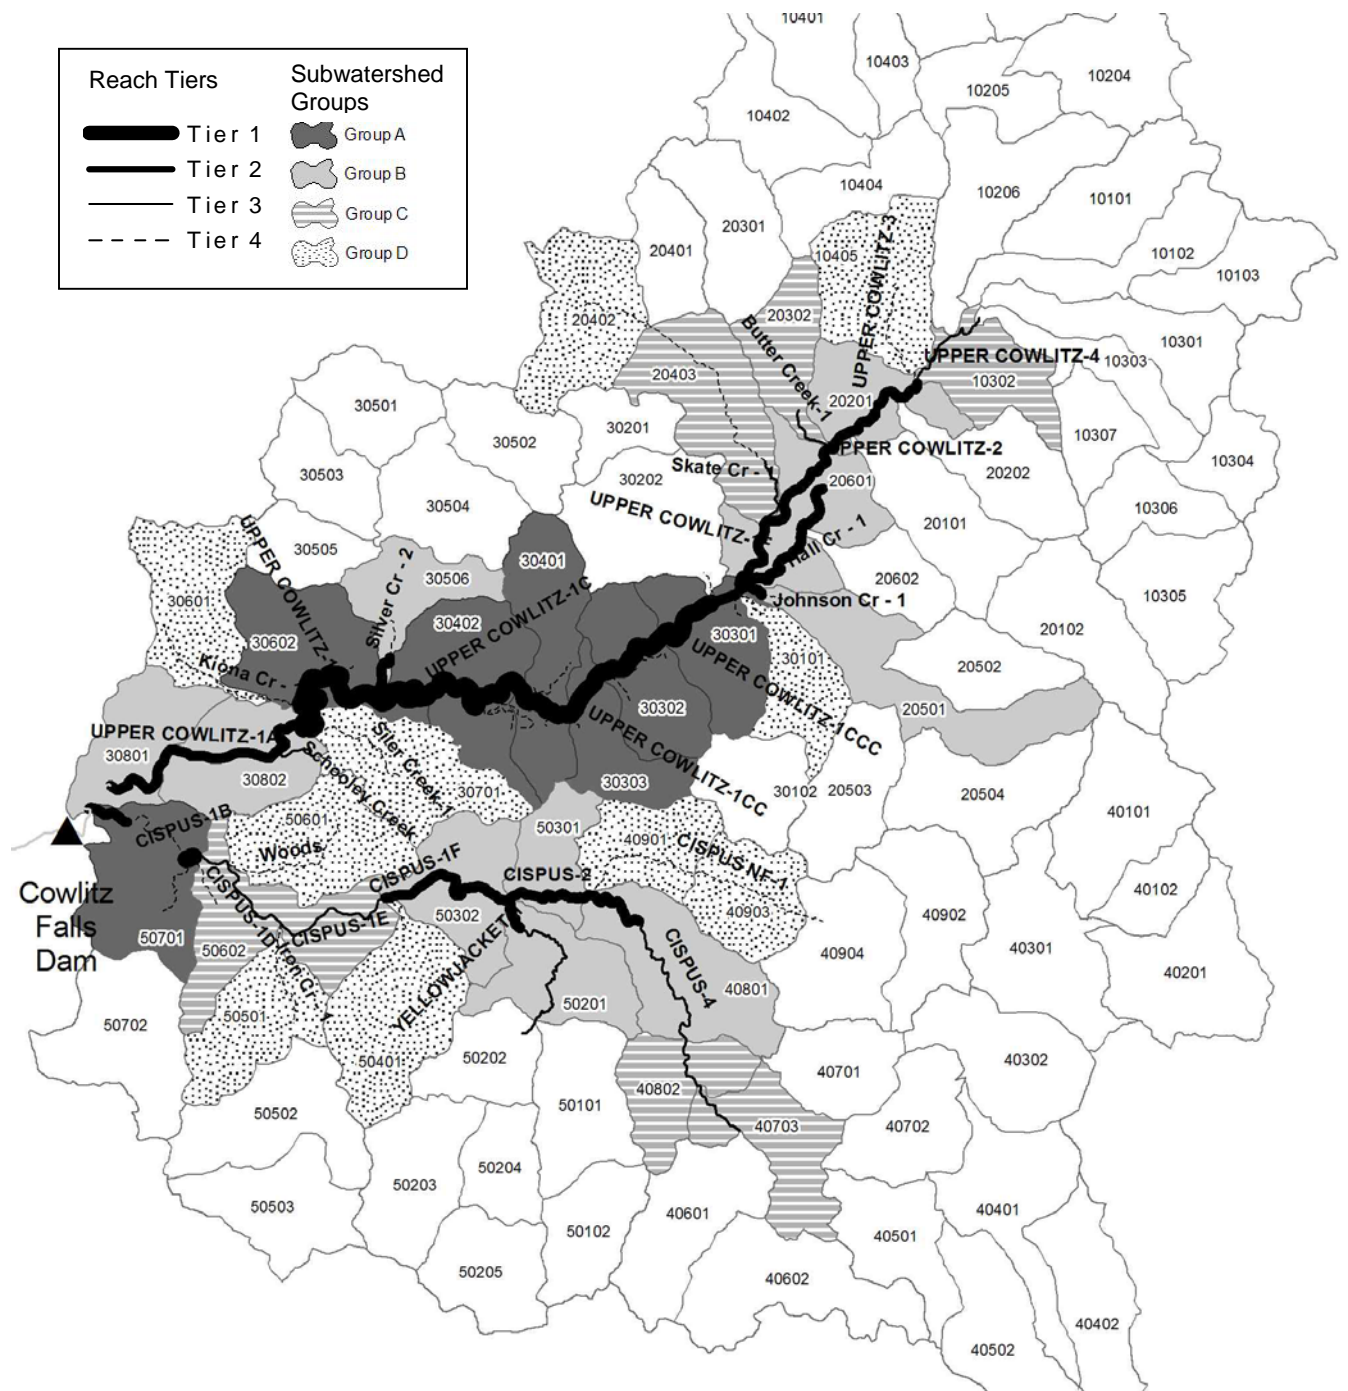 Reach Tiers
Tier 1
Tier 2
Tier 3
Tier 4
Subwatershed
Groups
Group A
Group B
Group C
Group D
10401
10403
10204
10205
10402
10404
10206
10101
20301
20401
10405
UPPER COWLITZ-3
10102
10103
20402
20302
Butter Creek-1
10301
UPPER COWLITZ-4
10303
20403
10302
30501
20201
30201
10307
30502
UPPER COWLITZ-2
10304
30503
Skate Cr - 1
30202
20601
20202
30504
UPPER COWLITZ-1E
10306
20101
UPPER COWLITZ-1
30505
Hall Cr - 1
30401
30506
20602
10305
30601
Silver Cr - 2
UPPER COWLITZ-1C
Johnson Cr - 1
30402
30602
30301
20102
30101
Kiona Cr -
UPPER COWLITZ-1CCC
20502
30302
20501
UPPER COWLITZ-1A
UPPER COWLITZ-1CC
30801
Siler Creek-1
Schooley Creek
30802
30701
30303
30102
20503
20504
40101
CISPUS-1B
50601
50301
40901
CISPUS NF-1
Woods
CISPUS-1F
CISPUS-2
40102
Cowlitz
Falls
Dam
CISPUS-1D
40903
40902
50302
CISPUS-1E
50701
50602
YELLOWJACKET
CISPUS-4
40904
40301
40201
Iron Cr - 1
40801
50201
50501
50702
50401
50202
40701
40302
40802
50502
50101
40703
40702
50204
50203
50503
50102
40601
40401
40501
50205
40602
40402
40502